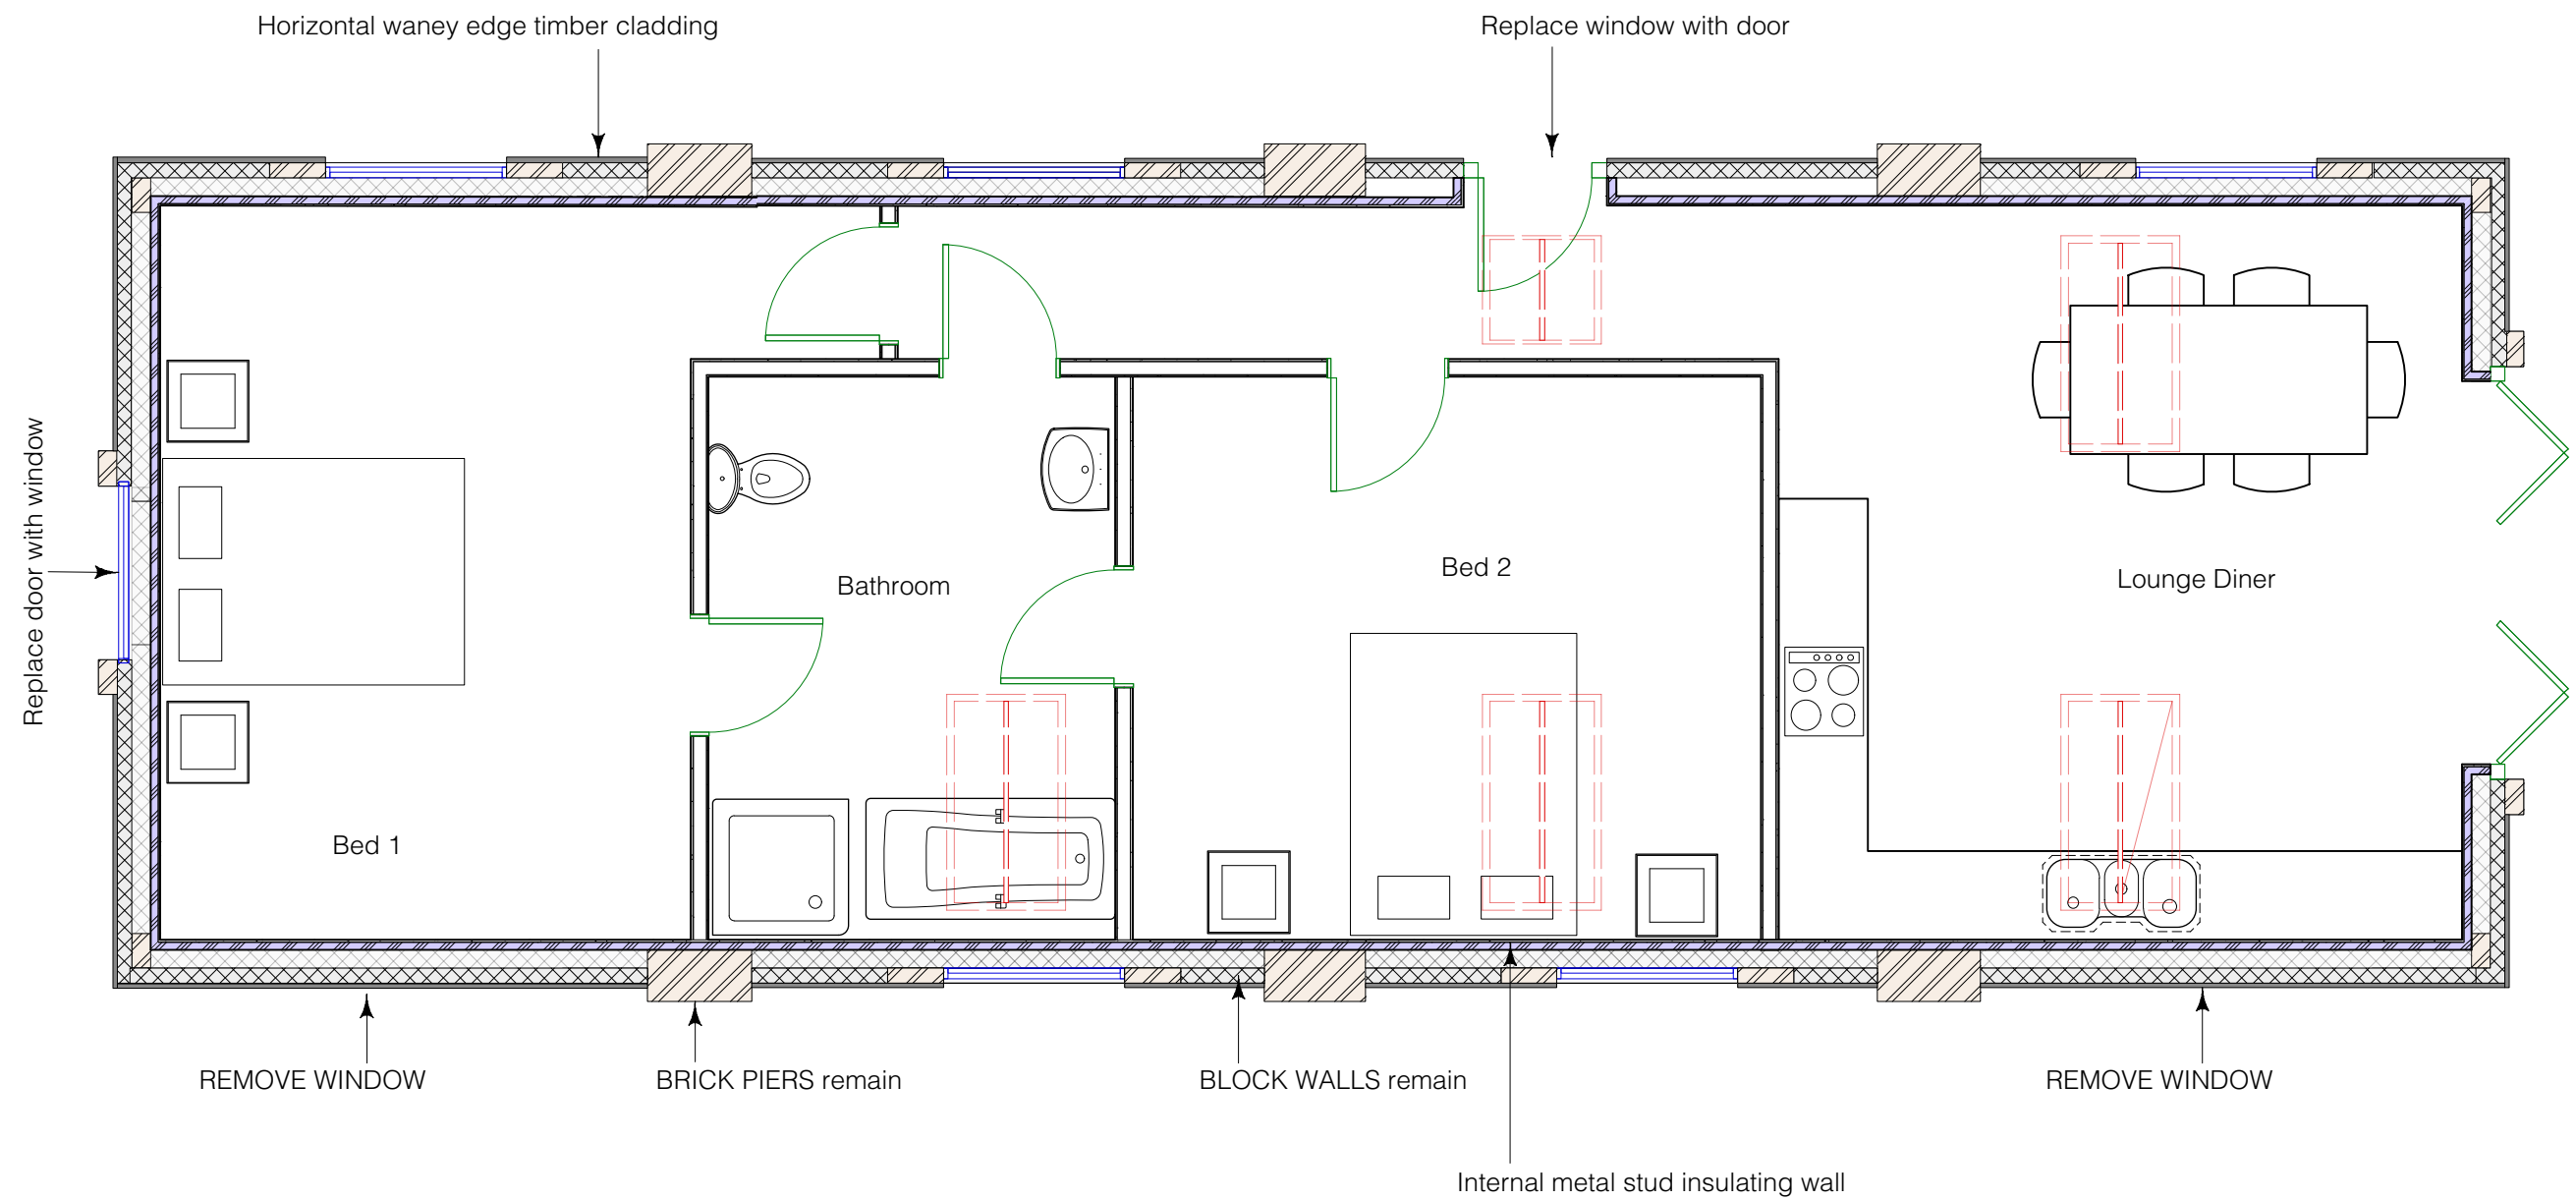 Horizontal waney edge timber cladding
Replace window with door
Replace door with window
Bathroom
Bed 2
Lounge Diner
Bed 1
REMOVE WINDOW
BRICK PIERS remain
BLOCK WALLS remain
REMOVE WINDOW
Internal metal stud insulating wall